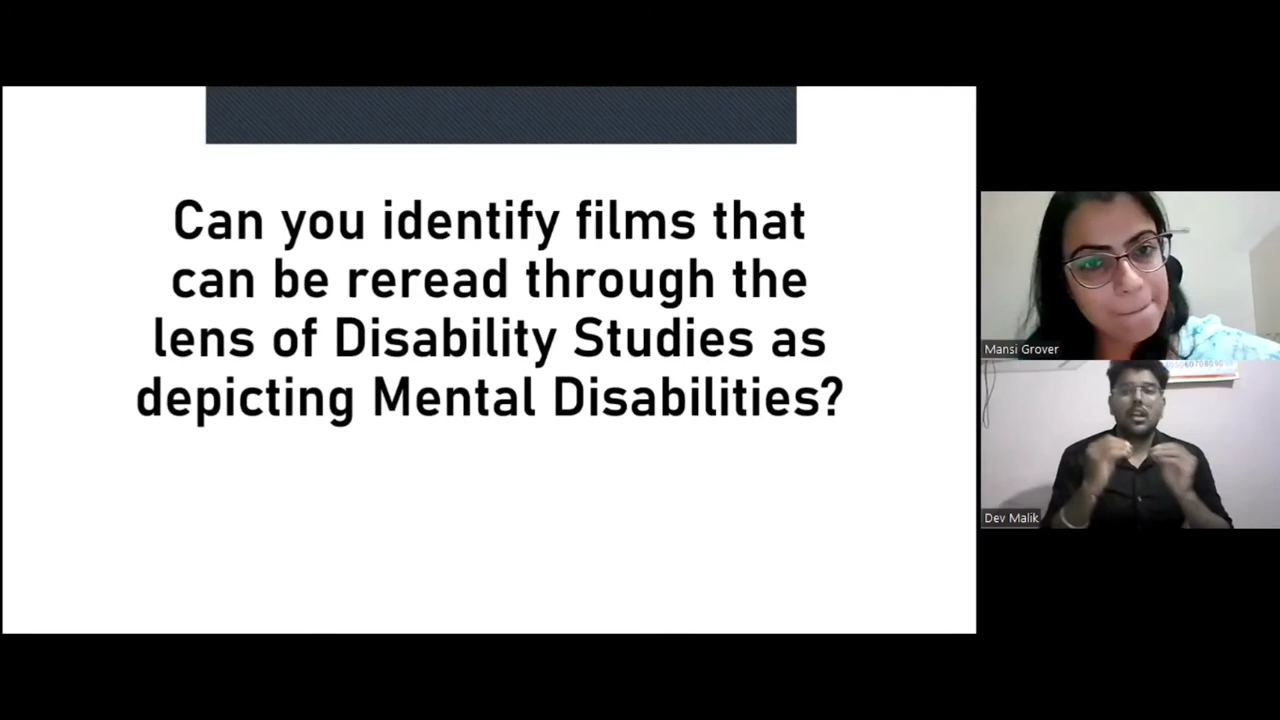 Can you identify films that
can be reread through the
lens of Disability Studies as
depicting Mental Disabilities?
Mansi Grover
Dev Malik